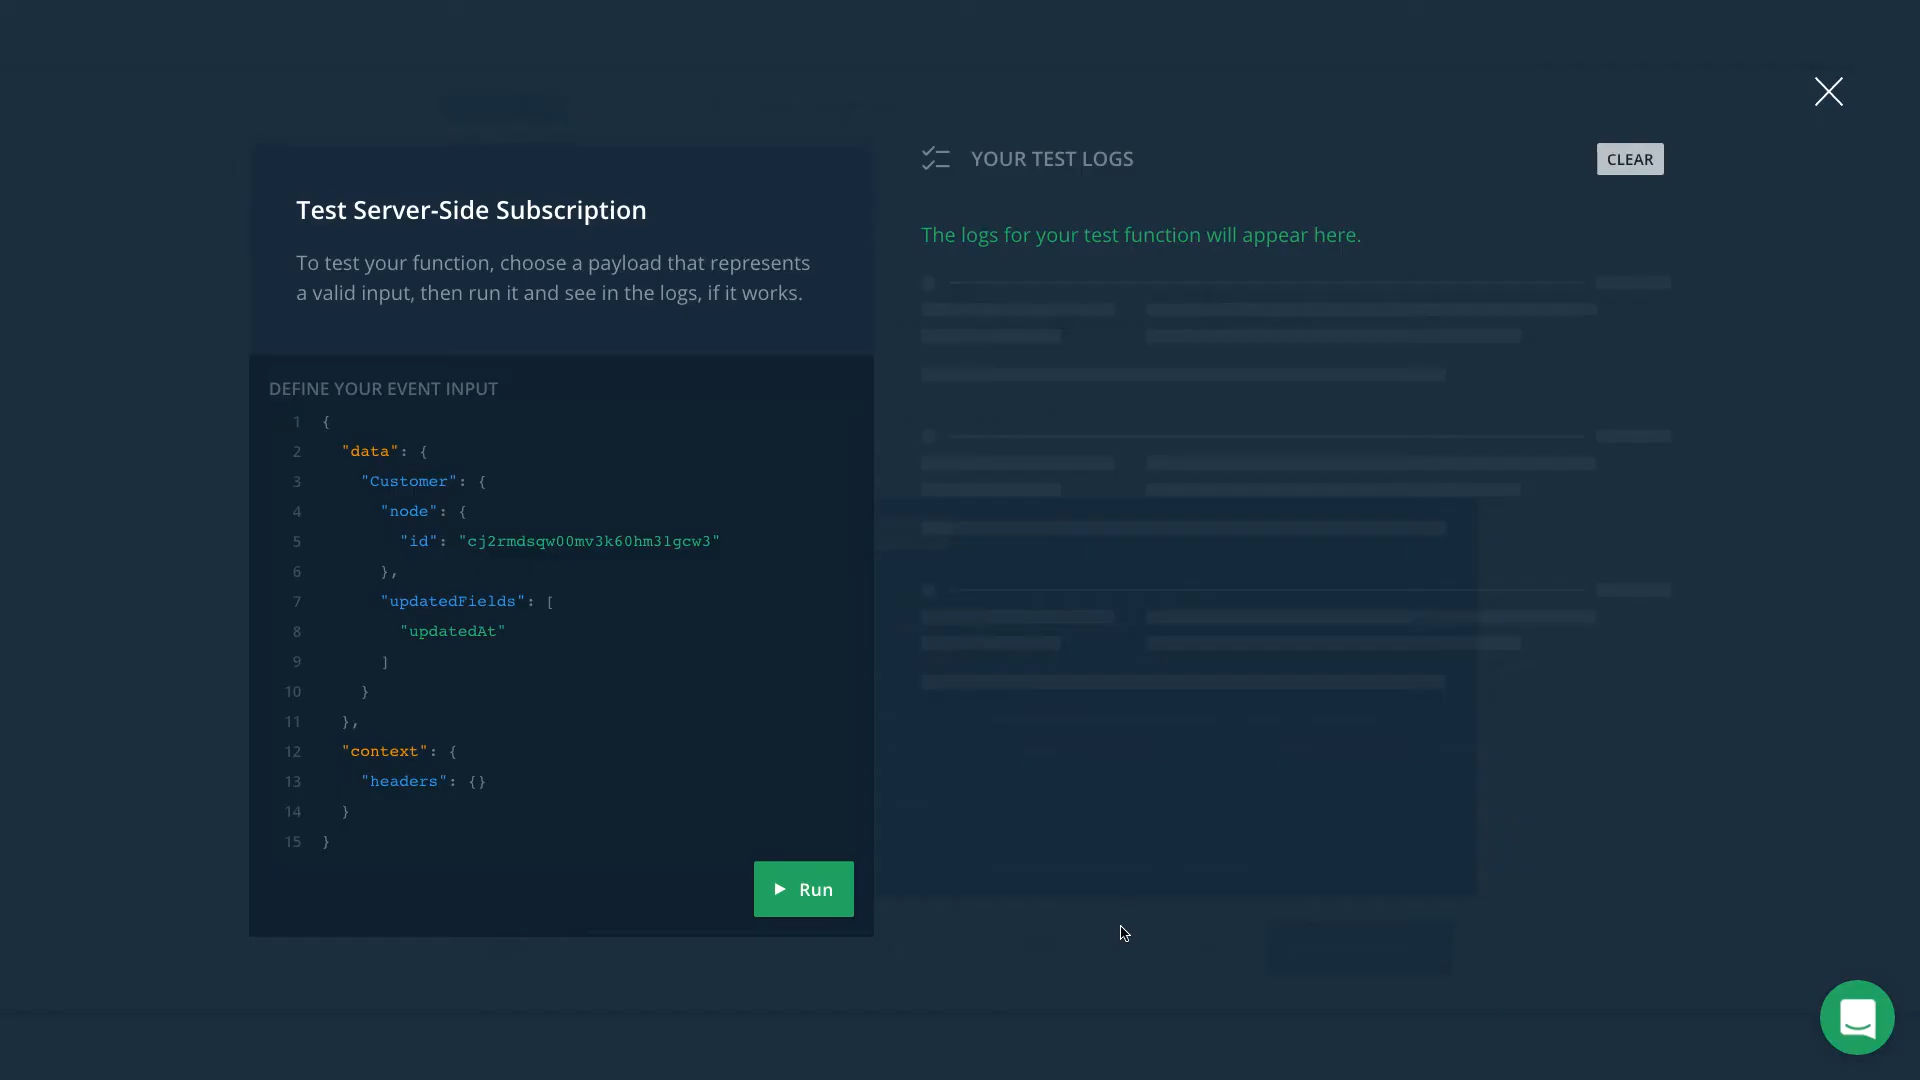 YOUR TEST LOGS
CLEAR
Test Server-Side Subscription
The logs for your test function will appear here.
To test your function, choose a payload that represents
a valid input, then run it and see in the logs, if it works.
DEFINE YOUR EVENT INPUT
1 {
2 "data": {
3 "Customer": {
4 "node": {
5 "id": "cj2rmdsqw00mv3k60hm3lgcw3"
6 },
7 "updatedFields": [
8 "updatedAt"
9 ]
10 }
11 },
12 "context": {
13 "headers": {}
14 }
15 }
Run